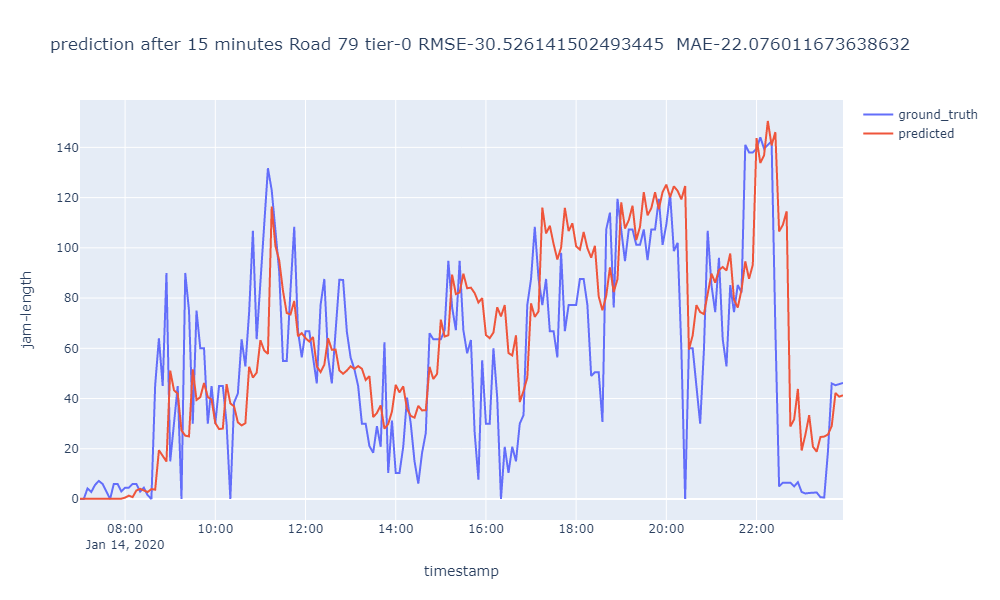 prediction after 15 minutes Road 79 tier-0 RMSE-30.526141502493445  MAE-22.076011673638632
ground_truth
predicted
jam-length
140
120
100
80
60
40
20
0
08:00 10:00 12:00 14:00 16:00 18:00 20:00 22:00
Jan 14, 2020
timestamp